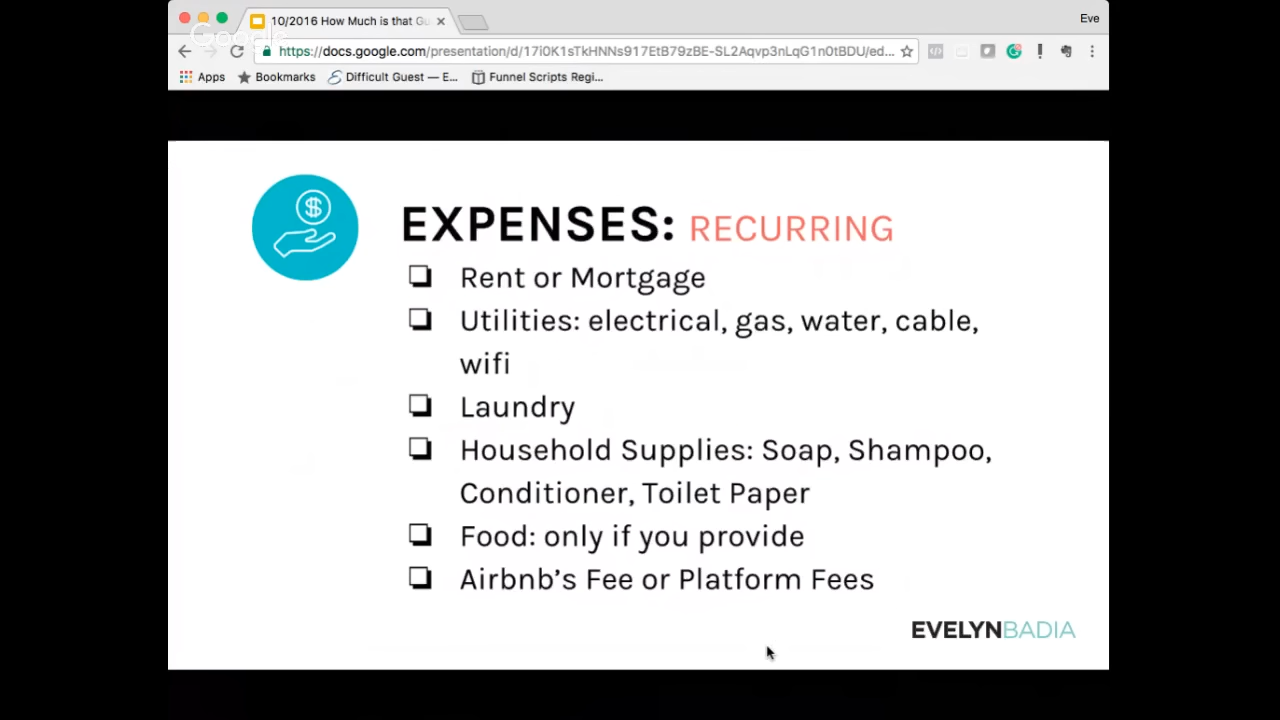 10/2016 How Much is that Gu
Eve
Google
https://docs.google.com/presentation/d/17i0K1sTkHNNs917EtB79zBE-SL2Aqvp3nLqG1n0tBDU/ed...
Apps Bookmarks Difficult Guest — E... Funnel Scripts Regi...
$
EXPENSES: RECURRING
❏ Rent or Mortgage
❏ Utilities: electrical, gas, water, cable,
wifi
❏ Laundry
❏ Household Supplies: Soap, Shampoo,
Conditioner, Toilet Paper
❏ Food: only if you provide
❏ Airbnb’s Fee or Platform Fees
EVELYNBADIA